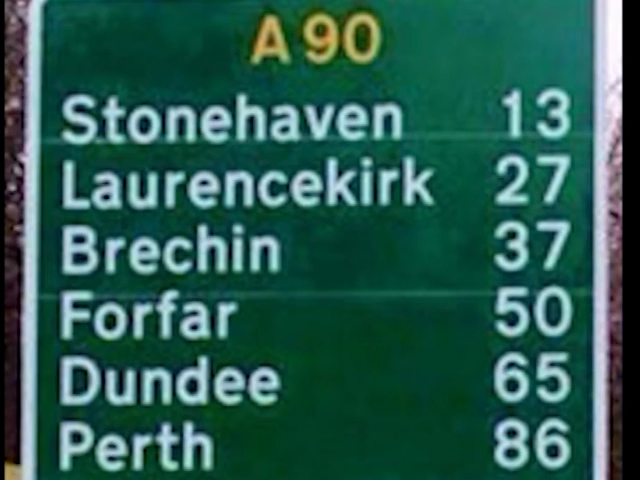 A 90
Stonehaven 13
Laurencekirk 27
Brechin 37
Forfar 50
Dundee 65
Perth 86